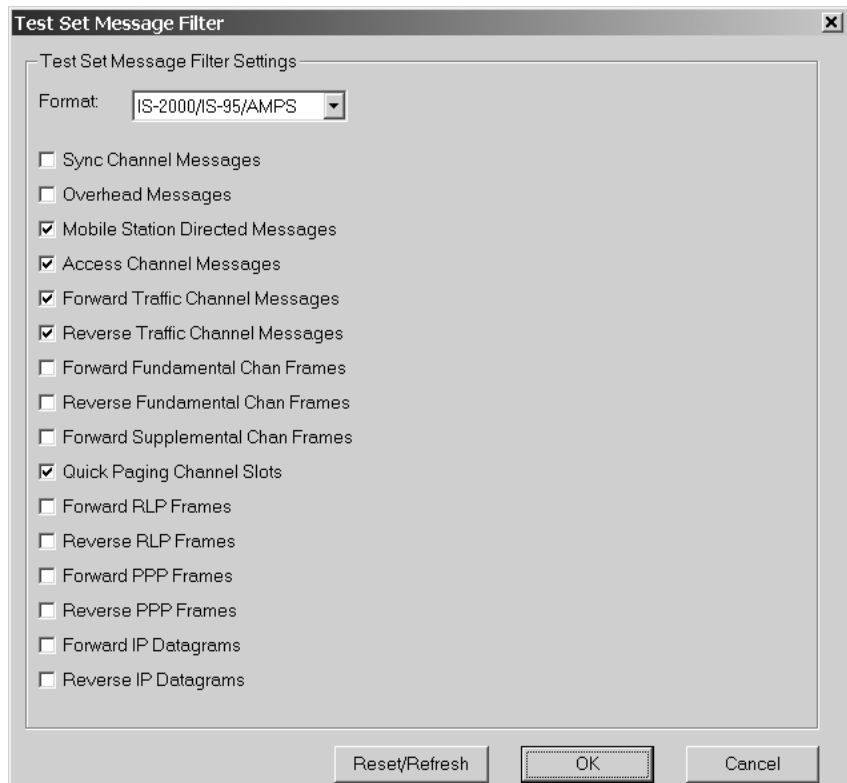 Test Set Message Filter
Test Set Message Filter Settings
Format: IS-2000/IS-95/AMPS
Sync Channel Messages
Overhead Messages
Mobile Station Directed Messages
Access Channel Messages
Forward Traffic Channel Messages
Reverse Traffic Channel Messages
Forward Fundamental Chan Frames
Reverse Fundamental Chan Frames
Forward Supplemental Chan Frames
Quick Paging Channel Slots
Forward RLP Frames
Reverse RLP Frames
Forward PPP Frames
Reverse PPP Frames
Forward IP Datagrams
Reverse IP Datagrams
Reset/Refresh OK Cancel